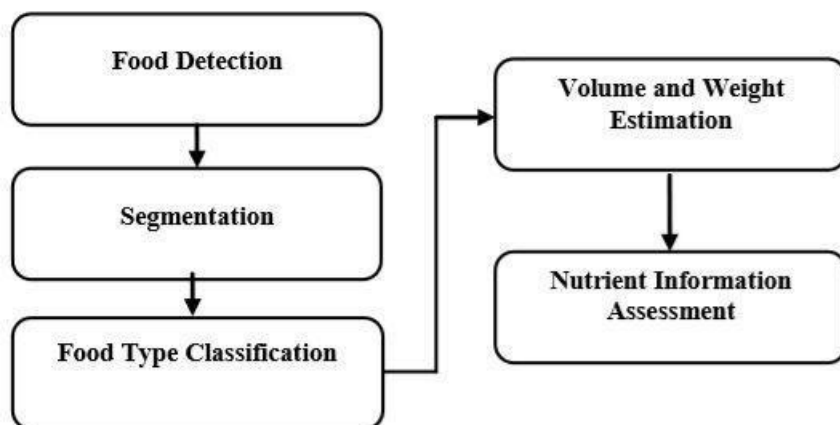 Food Detection
Segmentation
Food Type Classification
Volume and Weight
Estimation
Nutrient Information
Assessment